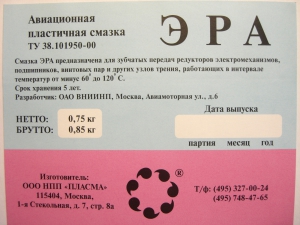 Авиационная
пластичная смазка
ТУ 38.101950-00
ЭРА
Смазка ЭРА предназначена для зубчатых передач редукторов электромеханизмов,
подшипников, винтовых пар и других узлов трения, работающих в интервале
температур от минус 60° до 120° С.
Срок хранения 5 лет.
Разработчик: ОАО ВНИИНП, Москва, Авиамоторная ул., д.6
НЕТТО: 0,75 кг
БРУТТО: 0,85 кг
Дата выпуска
партия месяц год
Изготовитель:
ООО НПП «ПЛАСМА»
115404, Москва,
1-я Стекольная, д. 7, стр. 8а
Т/ф: (495) 327-00-24
(495) 748-47-65